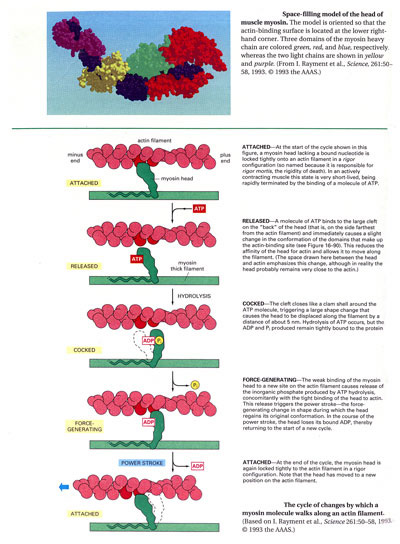 Space-filling model of the head of
muscle myosin. The model is oriented so that the
actin-binding surface is located at the lower right-
hand corner. Three domains of the myosin heavy
chain are colored green, red, and blue, respectively
whereas the two light chains are shown in yellow
and purple. (From I. Rayment et al., Science, 261:50–
58, 1993. © 1993 the AAAS.)
actin filament
minus
end
plus
end
myosin head
ATTACHED
ATP
ATTACHED—At the start of the cycle shown in this
figure, a myosin head lacking a bound nucleotide is
locked tightly onto an actin filament in a rigor
configuration (so named because it is responsible for
rigor mortis, the rigidity of death). In an actively
contracting muscle this state is very short lived, being
rapidly terminated by the binding of a molecule of ATP.
ATP
RELEASED
myosin
thick filament
RELEASED—A molecule of ATP binds to the large cleft
on the "back" of the head (that is, on the side farthest
from the actin filament) and immediately causes a slight
change in the conformation of the domains that make up
the actin-binding site (see Figure 16-90). This reduces the
affinity of the head for actin and allows it to move along
the filament. (The space drawn here between the head
and actin emphasizes this change, although in reality the
head probably remains very close to the actin.)
HYDROLYSIS
ADP
Pi
COCKED
COCKED—The cleft closes like a clam shell around the
ATP molecule, triggering a large shape change that
causes the head to be displaced along the filament by a
distance of about 5 nm. Hydrolysis of ATP occurs, but the
ADP and Pi produced remain tightly bound to the protein
Pi
ADP
FORCE-
GENERATING
FORCE-GENERATING—The weak binding of the myosin
head to a new site on the actin filament causes release of
the inorganic phosphate produced by ATP hydrolysis,
concomitantly with the tight binding of the head to actin.
This release triggers the power stroke—the force-
generating change in shape during which the head
regains its original conformation. In the course of the
power stroke, the head loses its bound ADP, thereby
returning to the start of a new cycle.
POWER STROKE
ADP
ATTACHED
ATTACHED—At the end of the cycle, the myosin head is
again locked tightly to the actin filament in a rigor
configuration. Note that the head has moved to a new
position on the actin filament.
The cycle of changes by which a
myosin molecule walks along an actin filament.
(Based on I. Rayment et al., Science 261:50–58, 1993.
© 1993 the AAAS.)